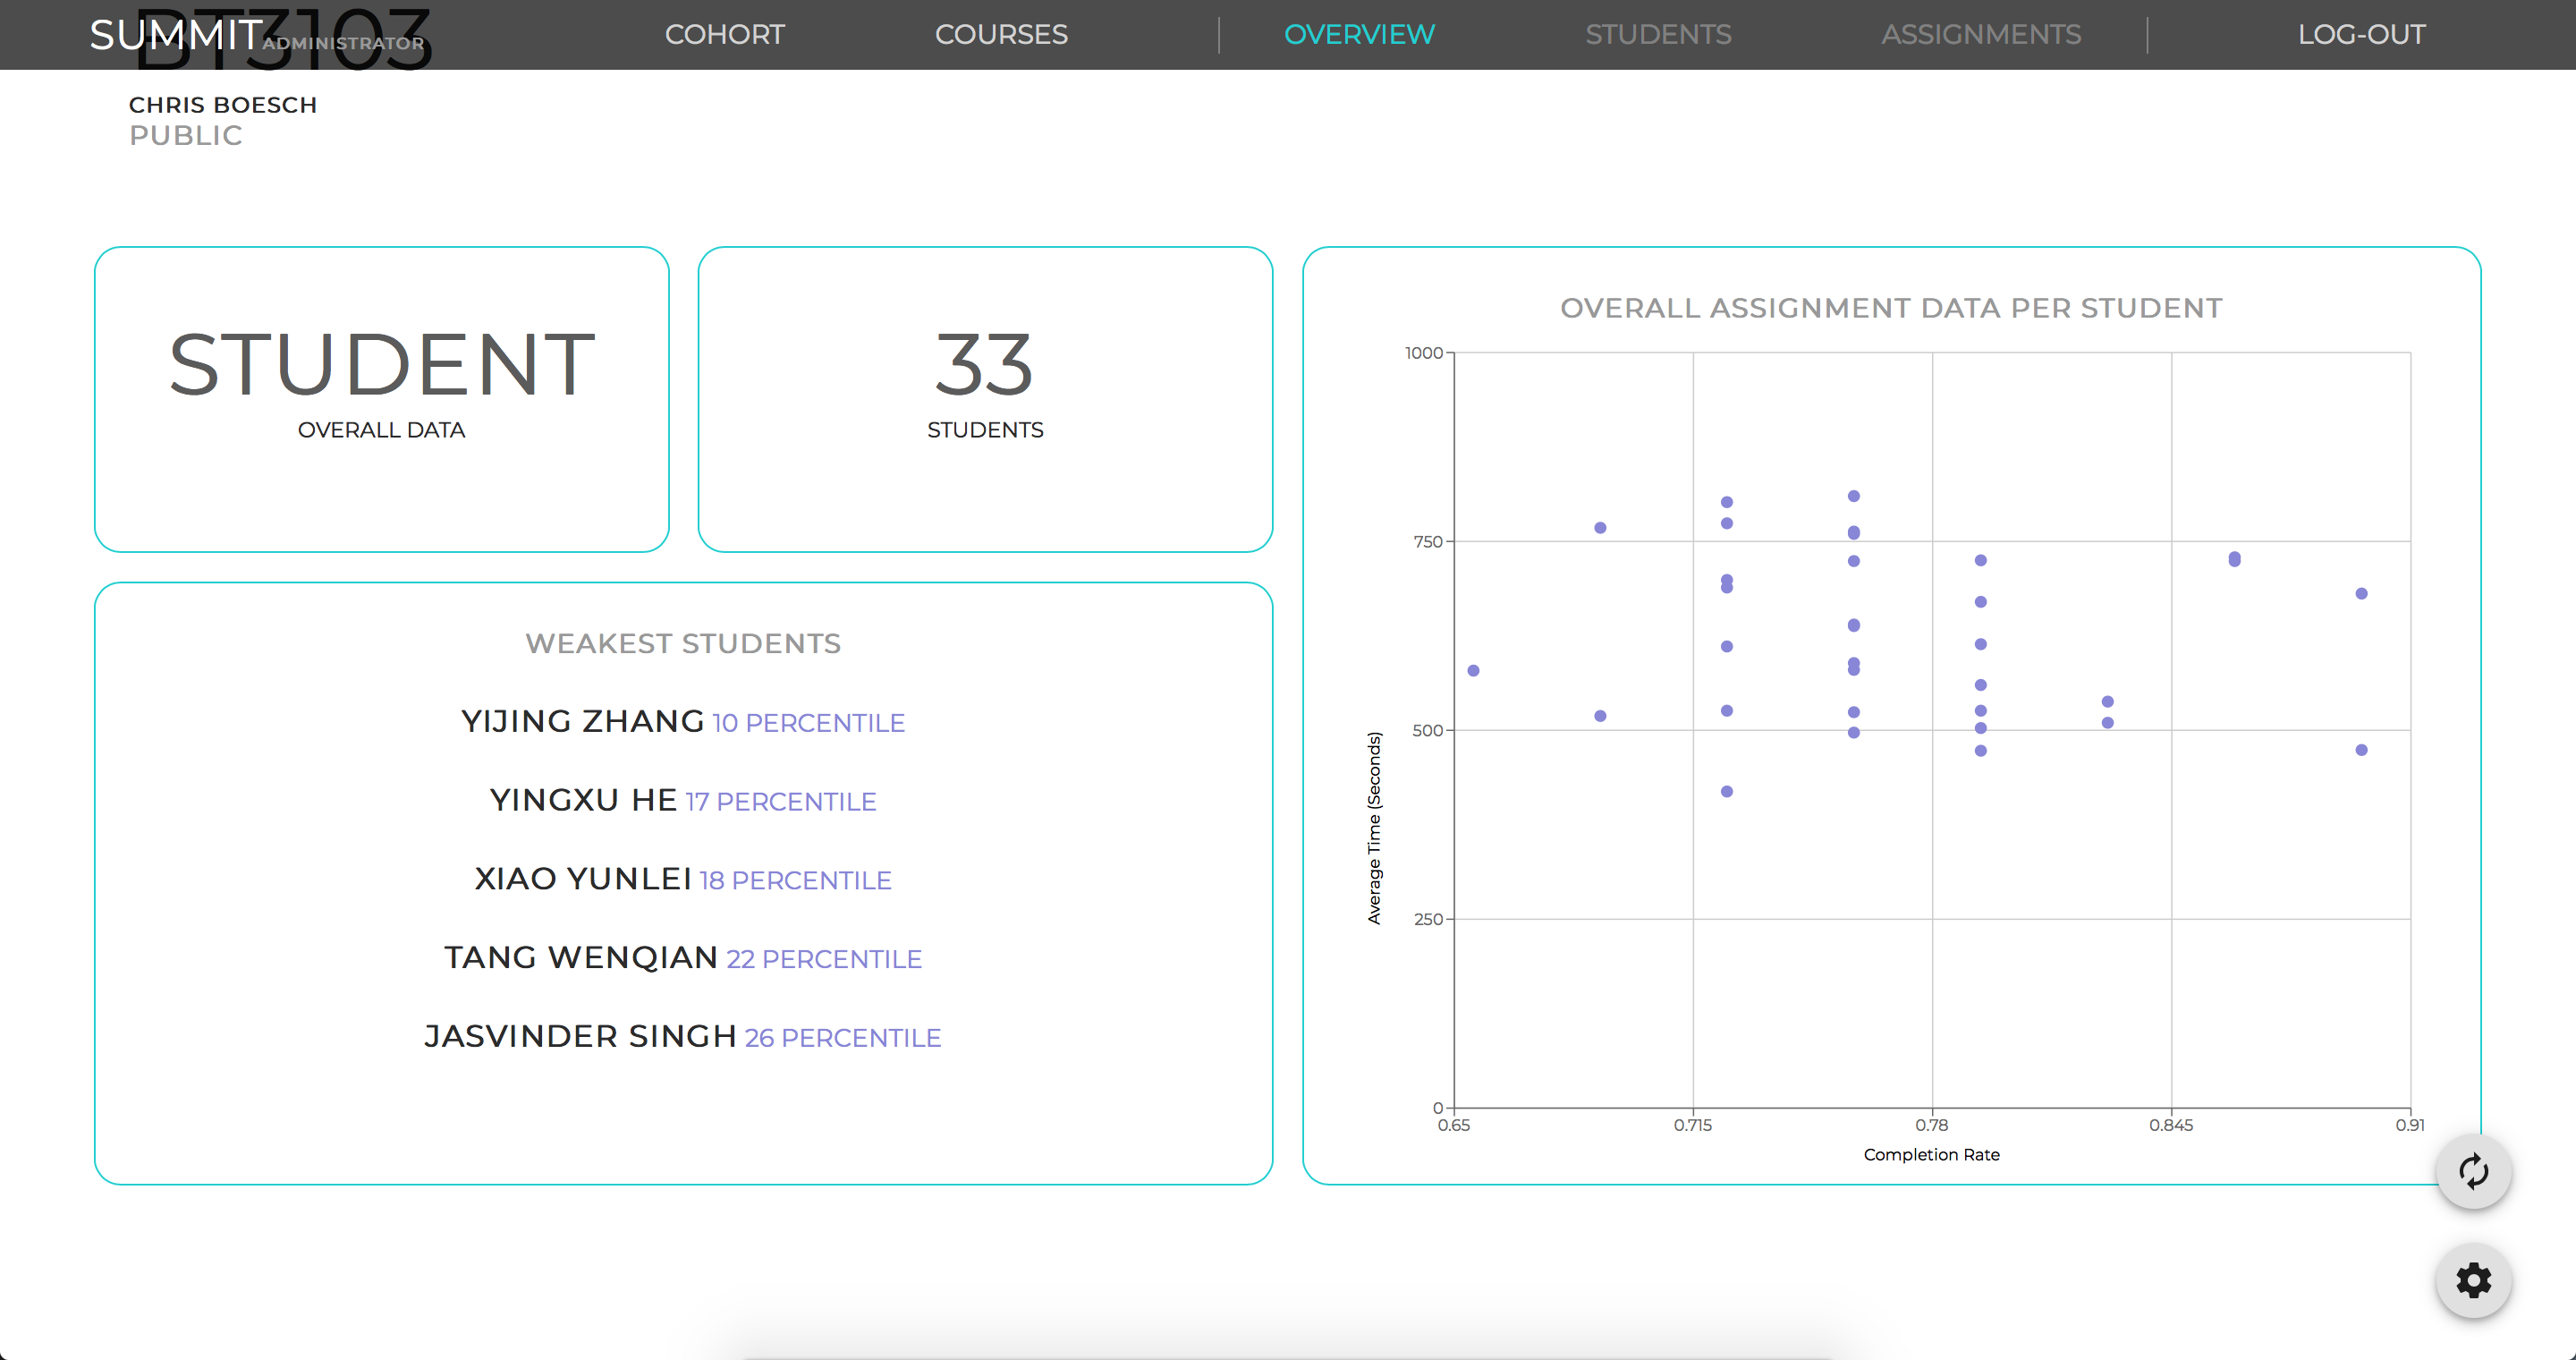 SUMMIT ADMINISTRATOR COHORT COURSES OVERVIEW STUDENTS ASSIGNMENTS LOG-OUT
BT3103
CHRIS BOESCH
PUBLIC
STUDENT
OVERALL DATA
33
STUDENTS
WEAKEST STUDENTS
YIJING ZHANG 10 PERCENTILE
YINGXU HE 17 PERCENTILE
XIAO YUNLEI 18 PERCENTILE
TANG WENQIAN 22 PERCENTILE
JASVINDER SINGH 26 PERCENTILE
OVERALL ASSIGNMENT DATA PER STUDENT
1000
750
500
250
0
Average Time (Seconds)
0.65 0.715 0.78 0.845 0.91
Completion Rate